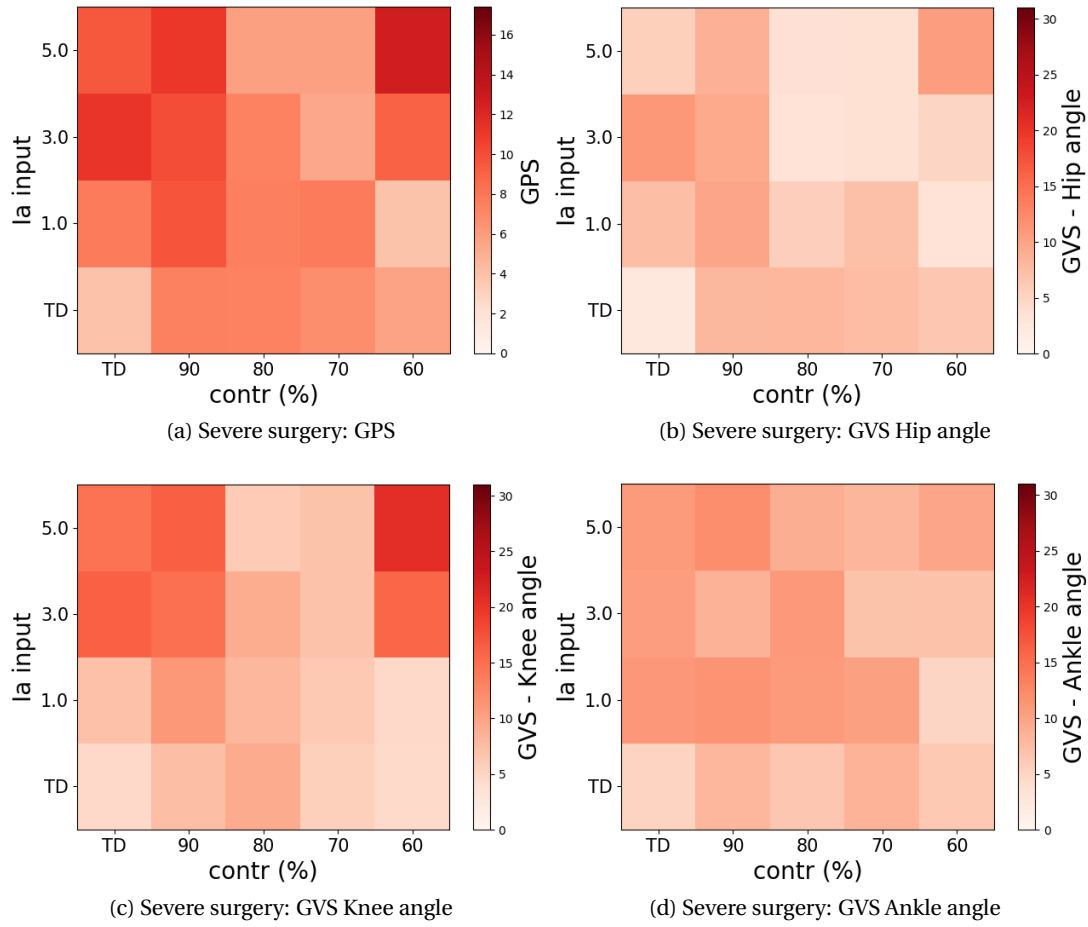 5.0
3.0
1.0
TD
Ia input
TD 90 80 70 60
contr (%)
16
14
12
10
8
6
4
2
0
GPS
(a) Severe surgery: GPS
5.0
3.0
1.0
TD
Ia input
TD 90 80 70 60
contr (%)
30
25
20
15
10
5
0
GVS - Hip angle
(b) Severe surgery: GVS Hip angle
5.0
3.0
1.0
TD
Ia input
TD 90 80 70 60
contr (%)
30
25
20
15
10
5
0
GVS - Knee angle
(c) Severe surgery: GVS Knee angle
5.0
3.0
1.0
TD
Ia input
TD 90 80 70 60
contr (%)
30
25
20
15
10
5
0
GVS - Ankle angle
(d) Severe surgery: GVS Ankle angle